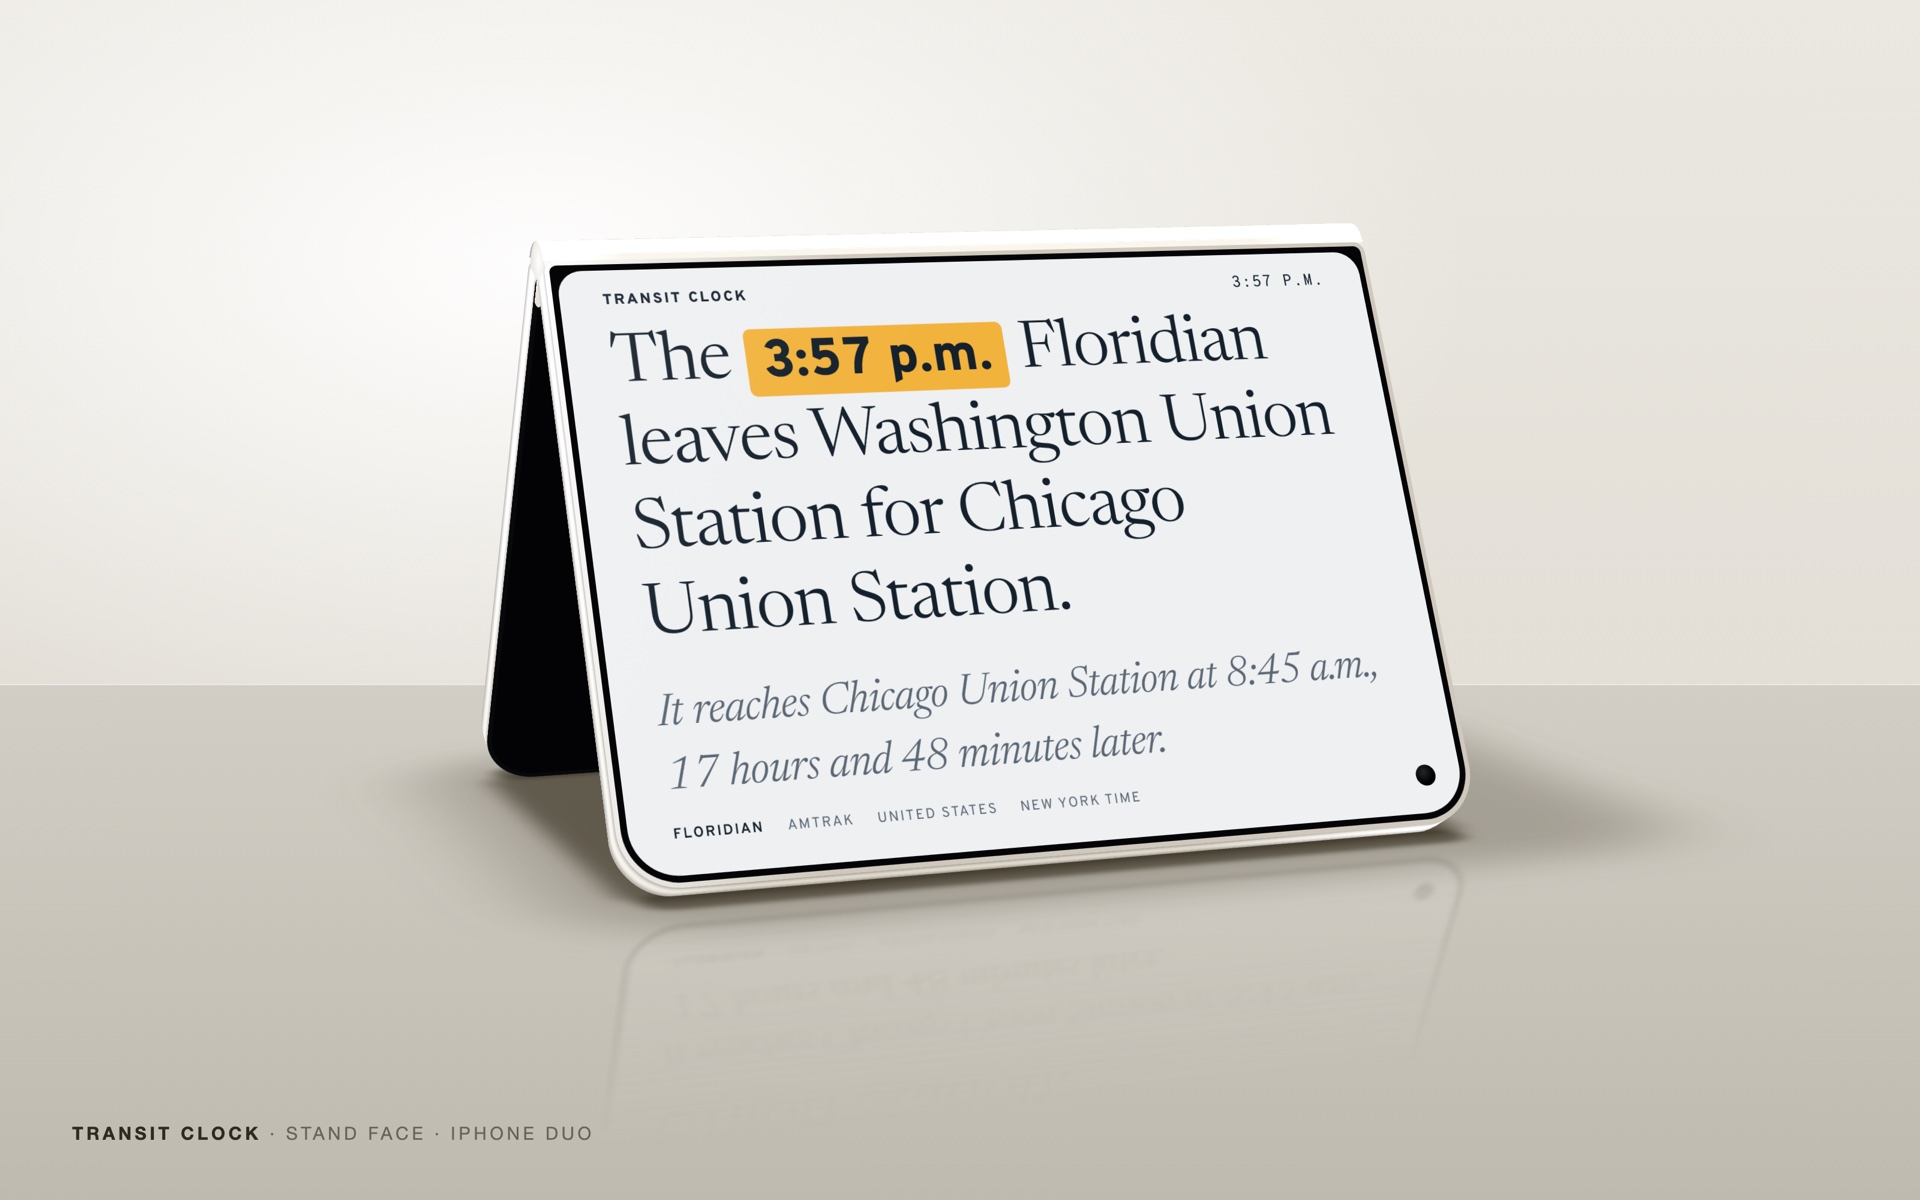 TRANSIT CLOCK
3:57 P.M.
The 3:57 p.m. Floridian
leaves Washington Union
Station for Chicago
Union Station.
It reaches Chicago Union Station at 8:45 a.m.,
17 hours and 48 minutes later.
FLORIDIAN AMTRAK UNITED STATES NEW YORK TIME
TRANSIT CLOCK · STAND FACE · IPHONE DUO